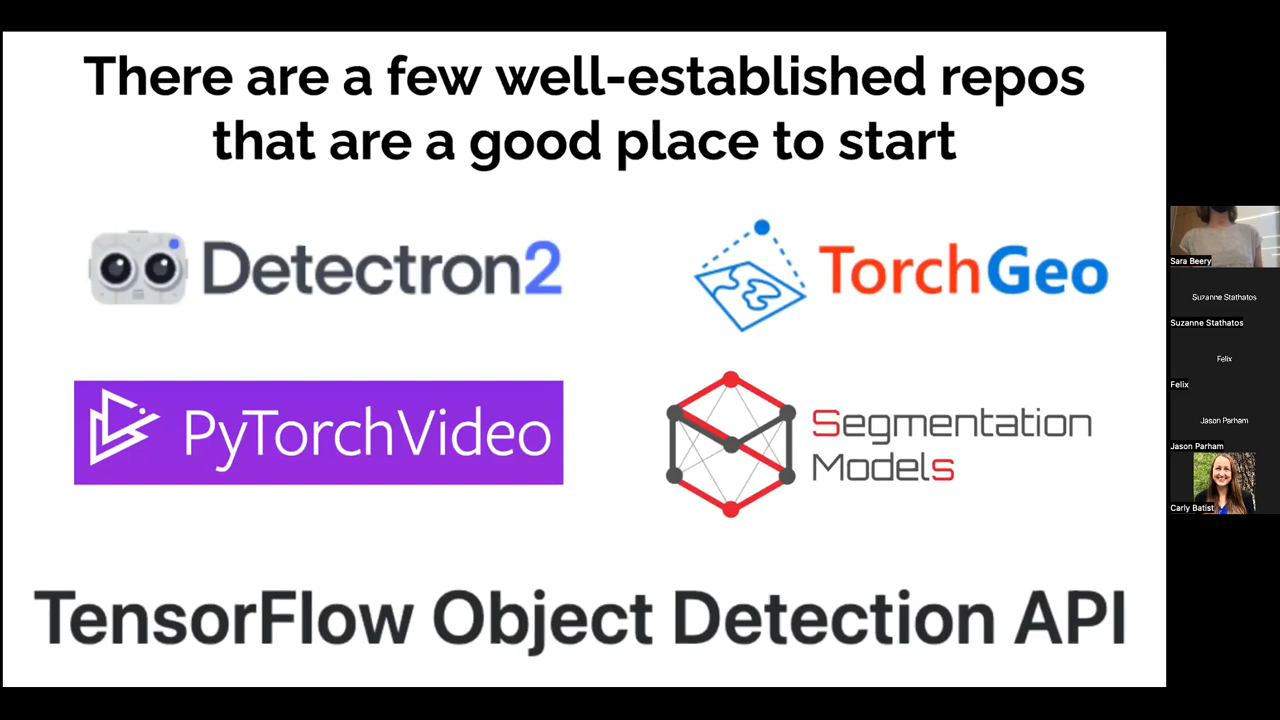 There are a few well-established repos
that are a good place to start
Detectron2
TorchGeo
PyTorchVideo
Segmentation
Models
TensorFlow Object Detection API
Sara Beery
Suzanne Stathatos
Suzanne Stathatos
Felix
Felix
Jason Parham
Jason Parham
Carly Batist